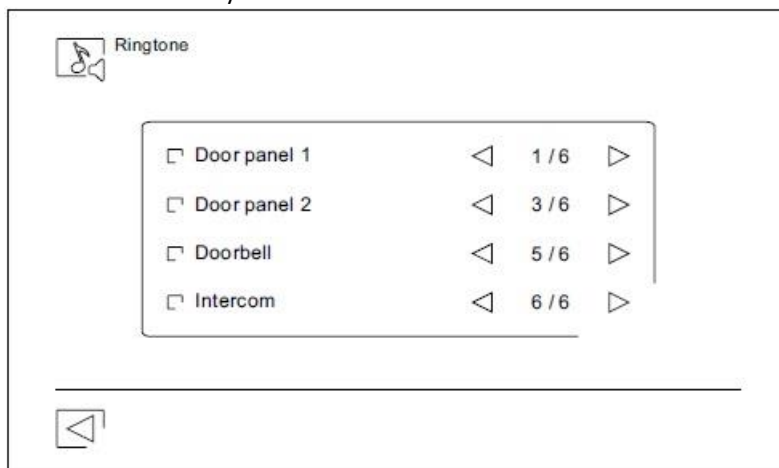 Ringtone
Door panel 1 1 / 6
Door panel 2 3 / 6
Doorbell 5 / 6
Intercom 6 / 6